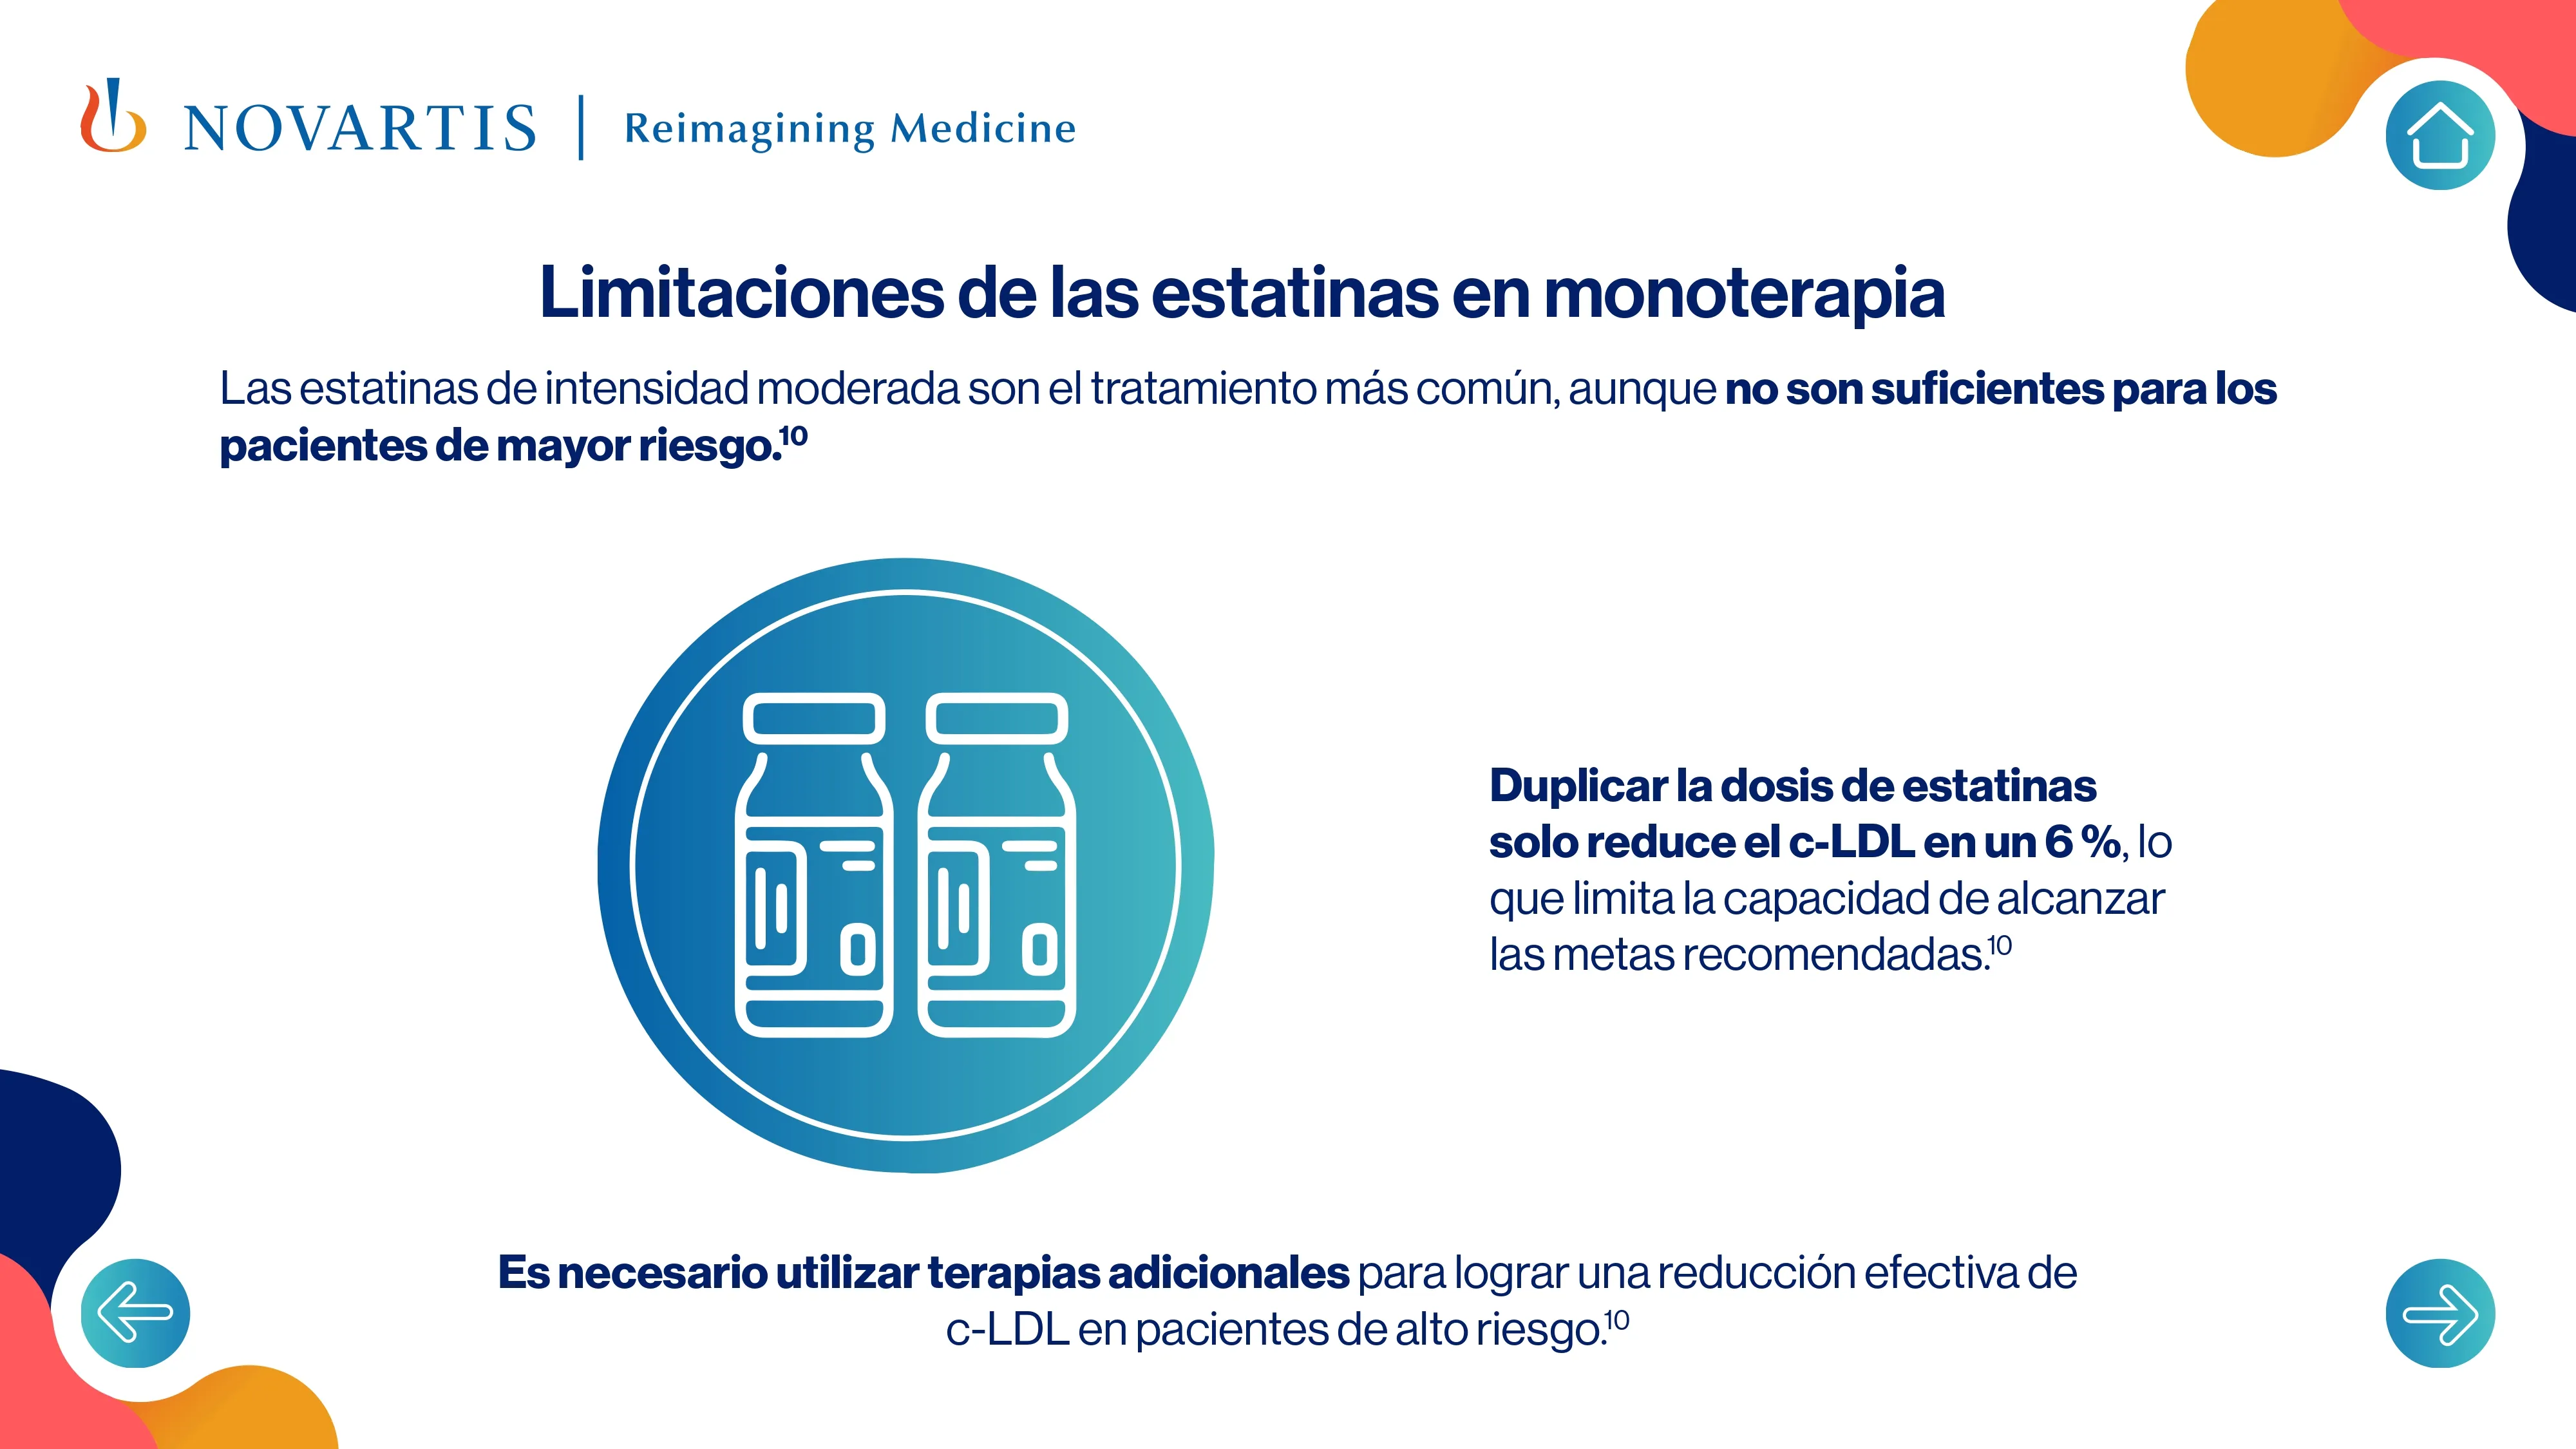 NOVARTIS | Reimagining Medicine
Limitaciones de las estatinas en monoterapia
Las estatinas de intensidad moderada son el tratamiento más común, aunque no son suficientes para los
pacientes de mayor riesgo.¹⁰
Duplicar la dosis de estatinas
solo reduce el c-LDL en un 6 %, lo
que limita la capacidad de alcanzar
las metas recomendadas.¹⁰
Es necesario utilizar terapias adicionales para lograr una reducción efectiva de
c-LDL en pacientes de alto riesgo.¹⁰